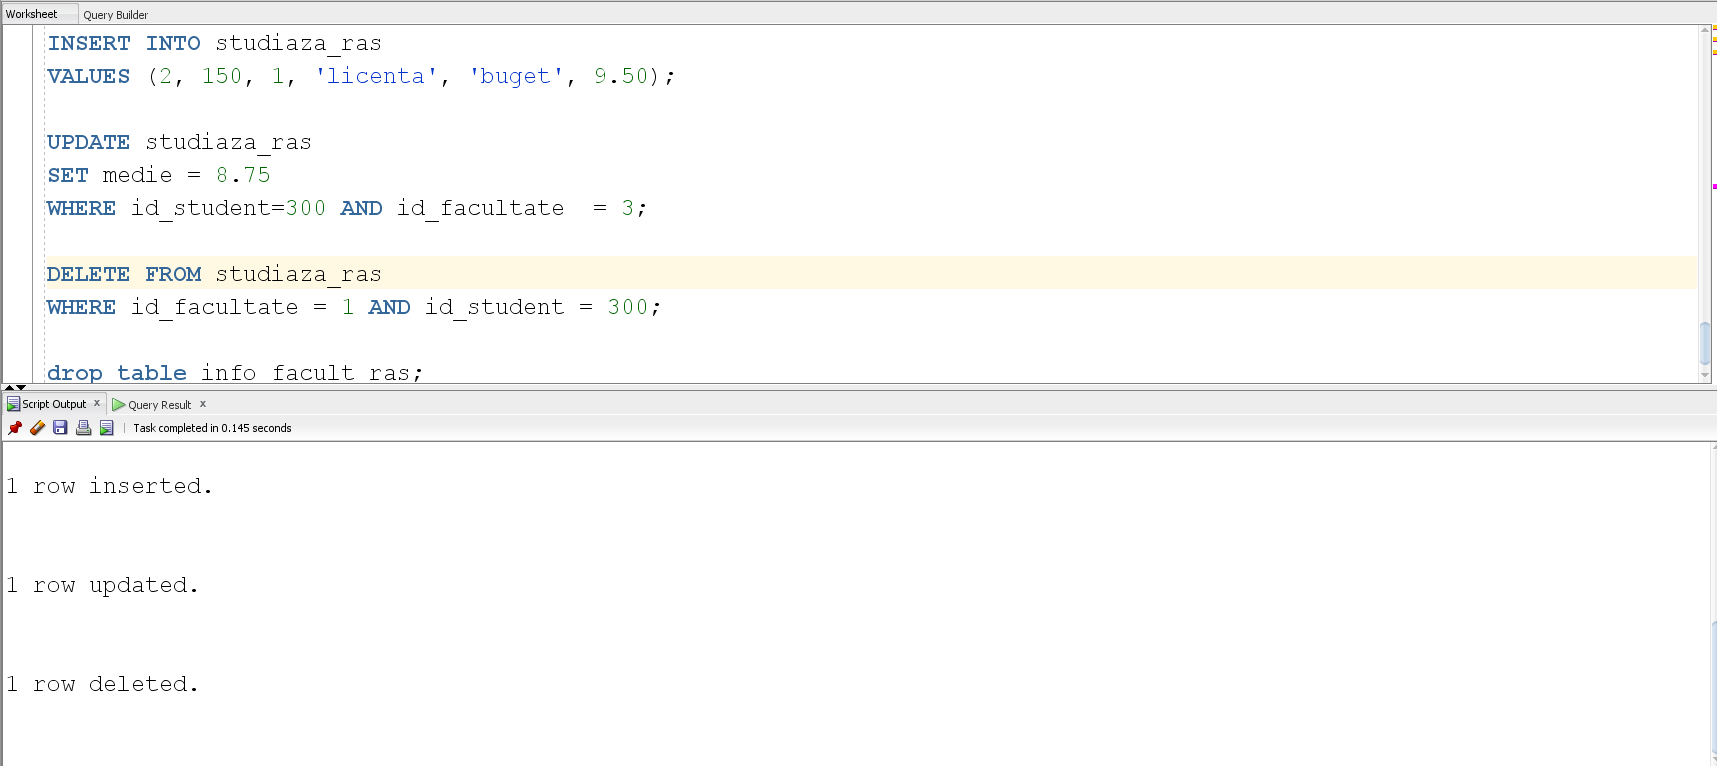 Worksheet Query Builder
INSERT INTO studiaza_ras
VALUES (2, 150, 1, 'licenta', 'buget', 9.50);
UPDATE studiaza_ras
SET medie = 8.75
WHERE id_student=300 AND id_facultate  = 3;
DELETE FROM studiaza_ras
WHERE id_facultate = 1 AND id_student = 300;
drop table info_facult_ras;
Script Output x Query Result x
Task completed in 0.145 seconds
1 row inserted.
1 row updated.
1 row deleted.